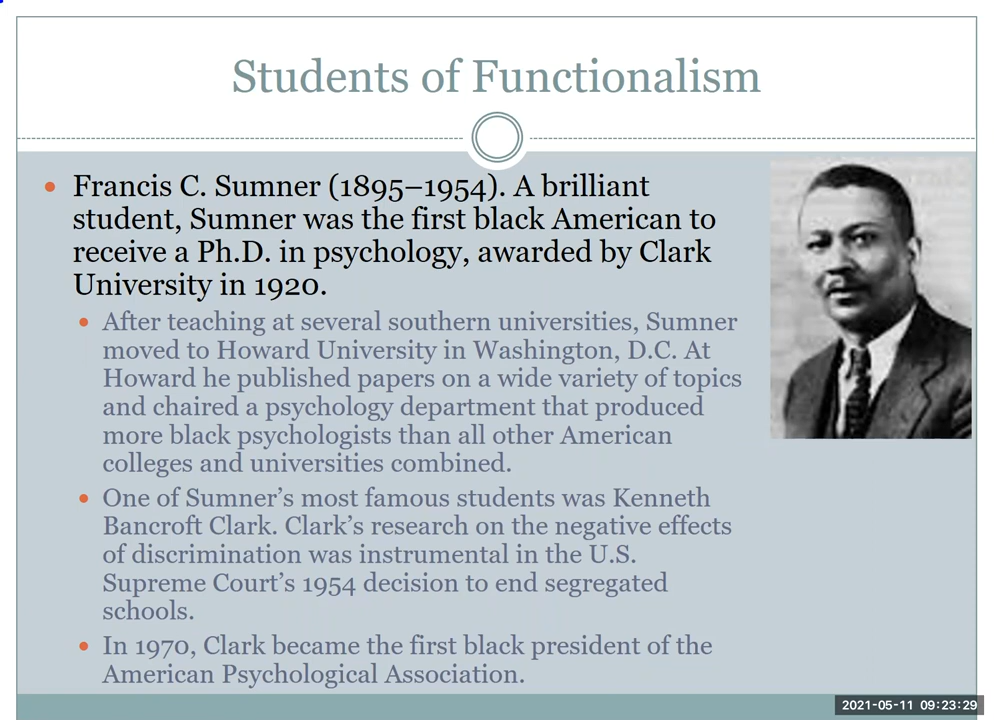 Students of Functionalism
Francis C. Sumner (1895–1954). A brilliant
student, Sumner was the first black American to
receive a Ph.D. in psychology, awarded by Clark
University in 1920.
After teaching at several southern universities, Sumner
moved to Howard University in Washington, D.C. At
Howard he published papers on a wide variety of topics
and chaired a psychology department that produced
more black psychologists than all other American
colleges and universities combined.
One of Sumner’s most famous students was Kenneth
Bancroft Clark. Clark’s research on the negative effects
of discrimination was instrumental in the U.S.
Supreme Court’s 1954 decision to end segregated
schools.
In 1970, Clark became the first black president of the
American Psychological Association.
2021-05-11 09:23:29